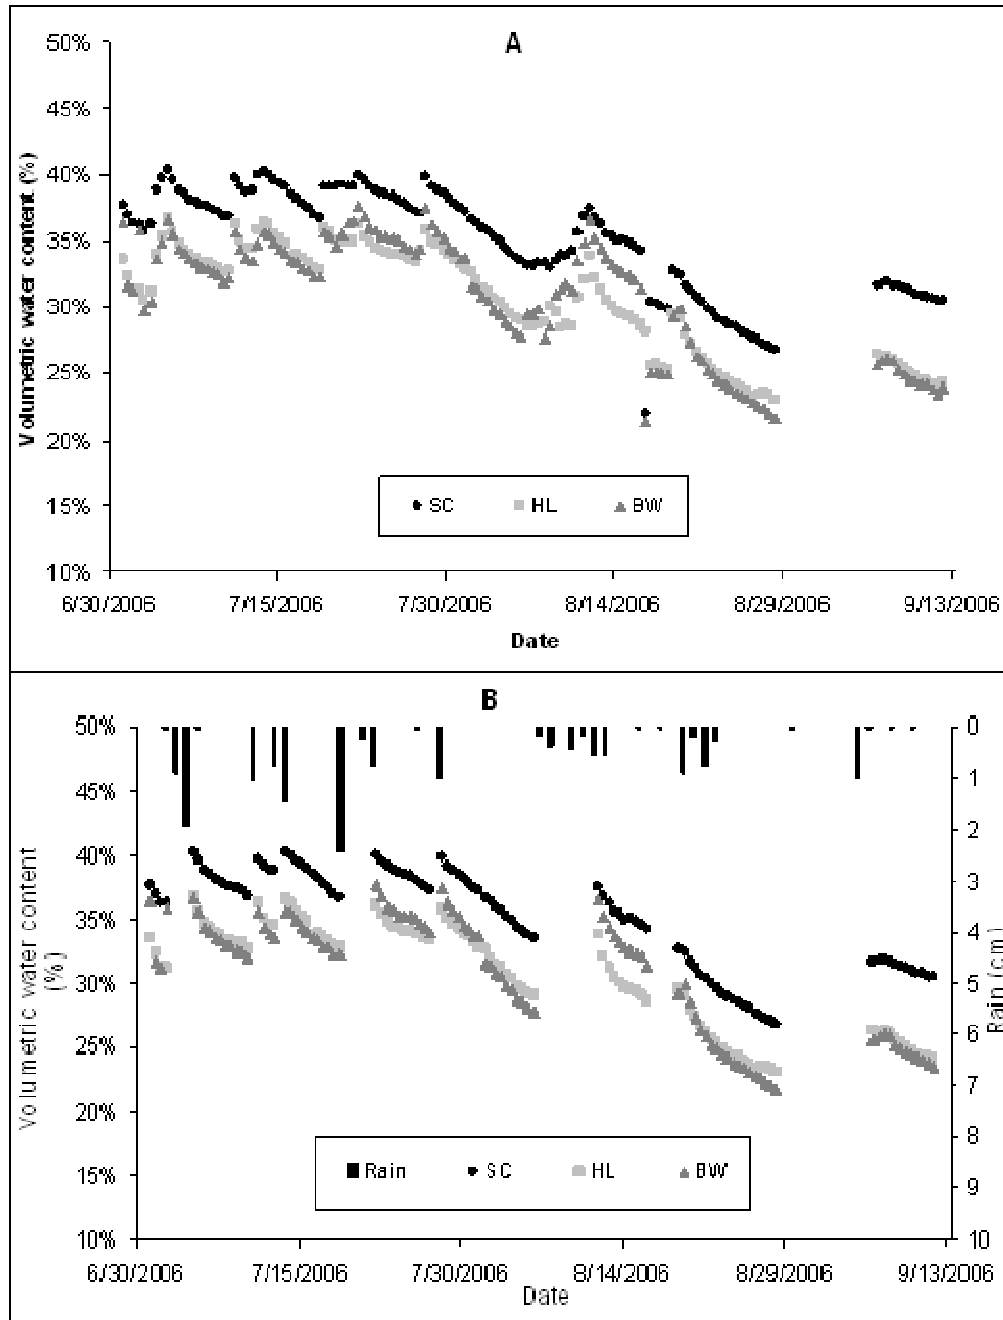 A
50%
45%
40%
35%
30%
25%
20%
15%
10%
Volumetric water content (%)
SC HL BW
6/30/2006 7/15/2006 7/30/2006 8/14/2006 8/29/2006 9/13/2006
Date
B
50% 0
45% 1
40% 2
35% 3
30% 4
25% 5
20% 6
15% 7
10% 8
9
10
Volumetric water content
(%)
Rain (cm)
Rain SC HL BW
6/30/2006 7/15/2006 7/30/2006 8/14/2006 8/29/2006 9/13/2006
Date